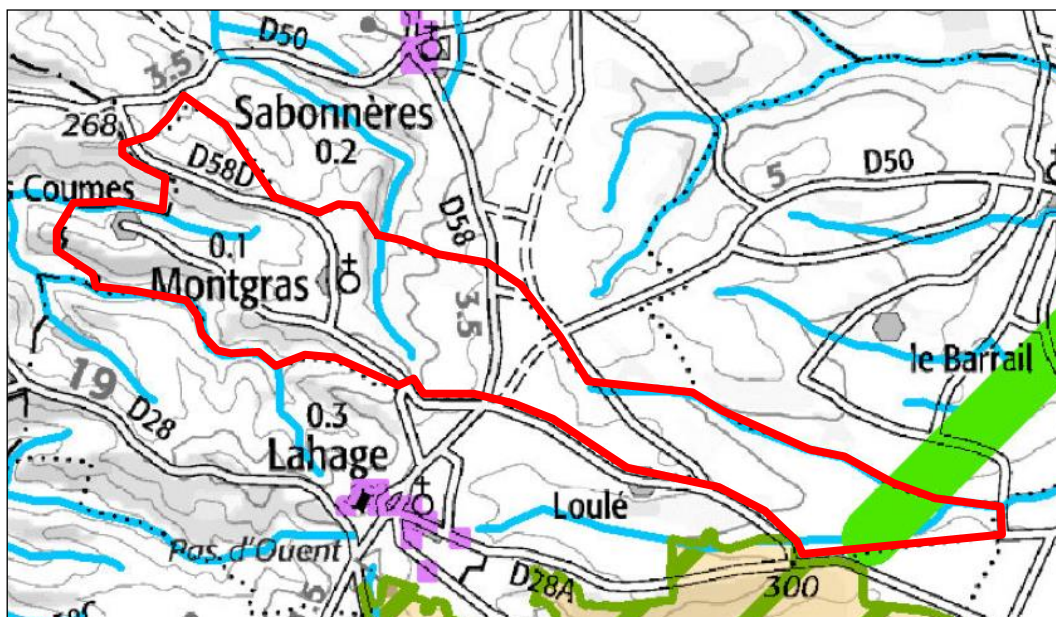 D50
3.5
268
Sabonnères
0.2
D58D
Coumes
0.1
Montgras
D58
3.5
5
D50
le Barrail
19
D28
0.3
Lahage
Loulé
Pas d'Ouent
D28A
300